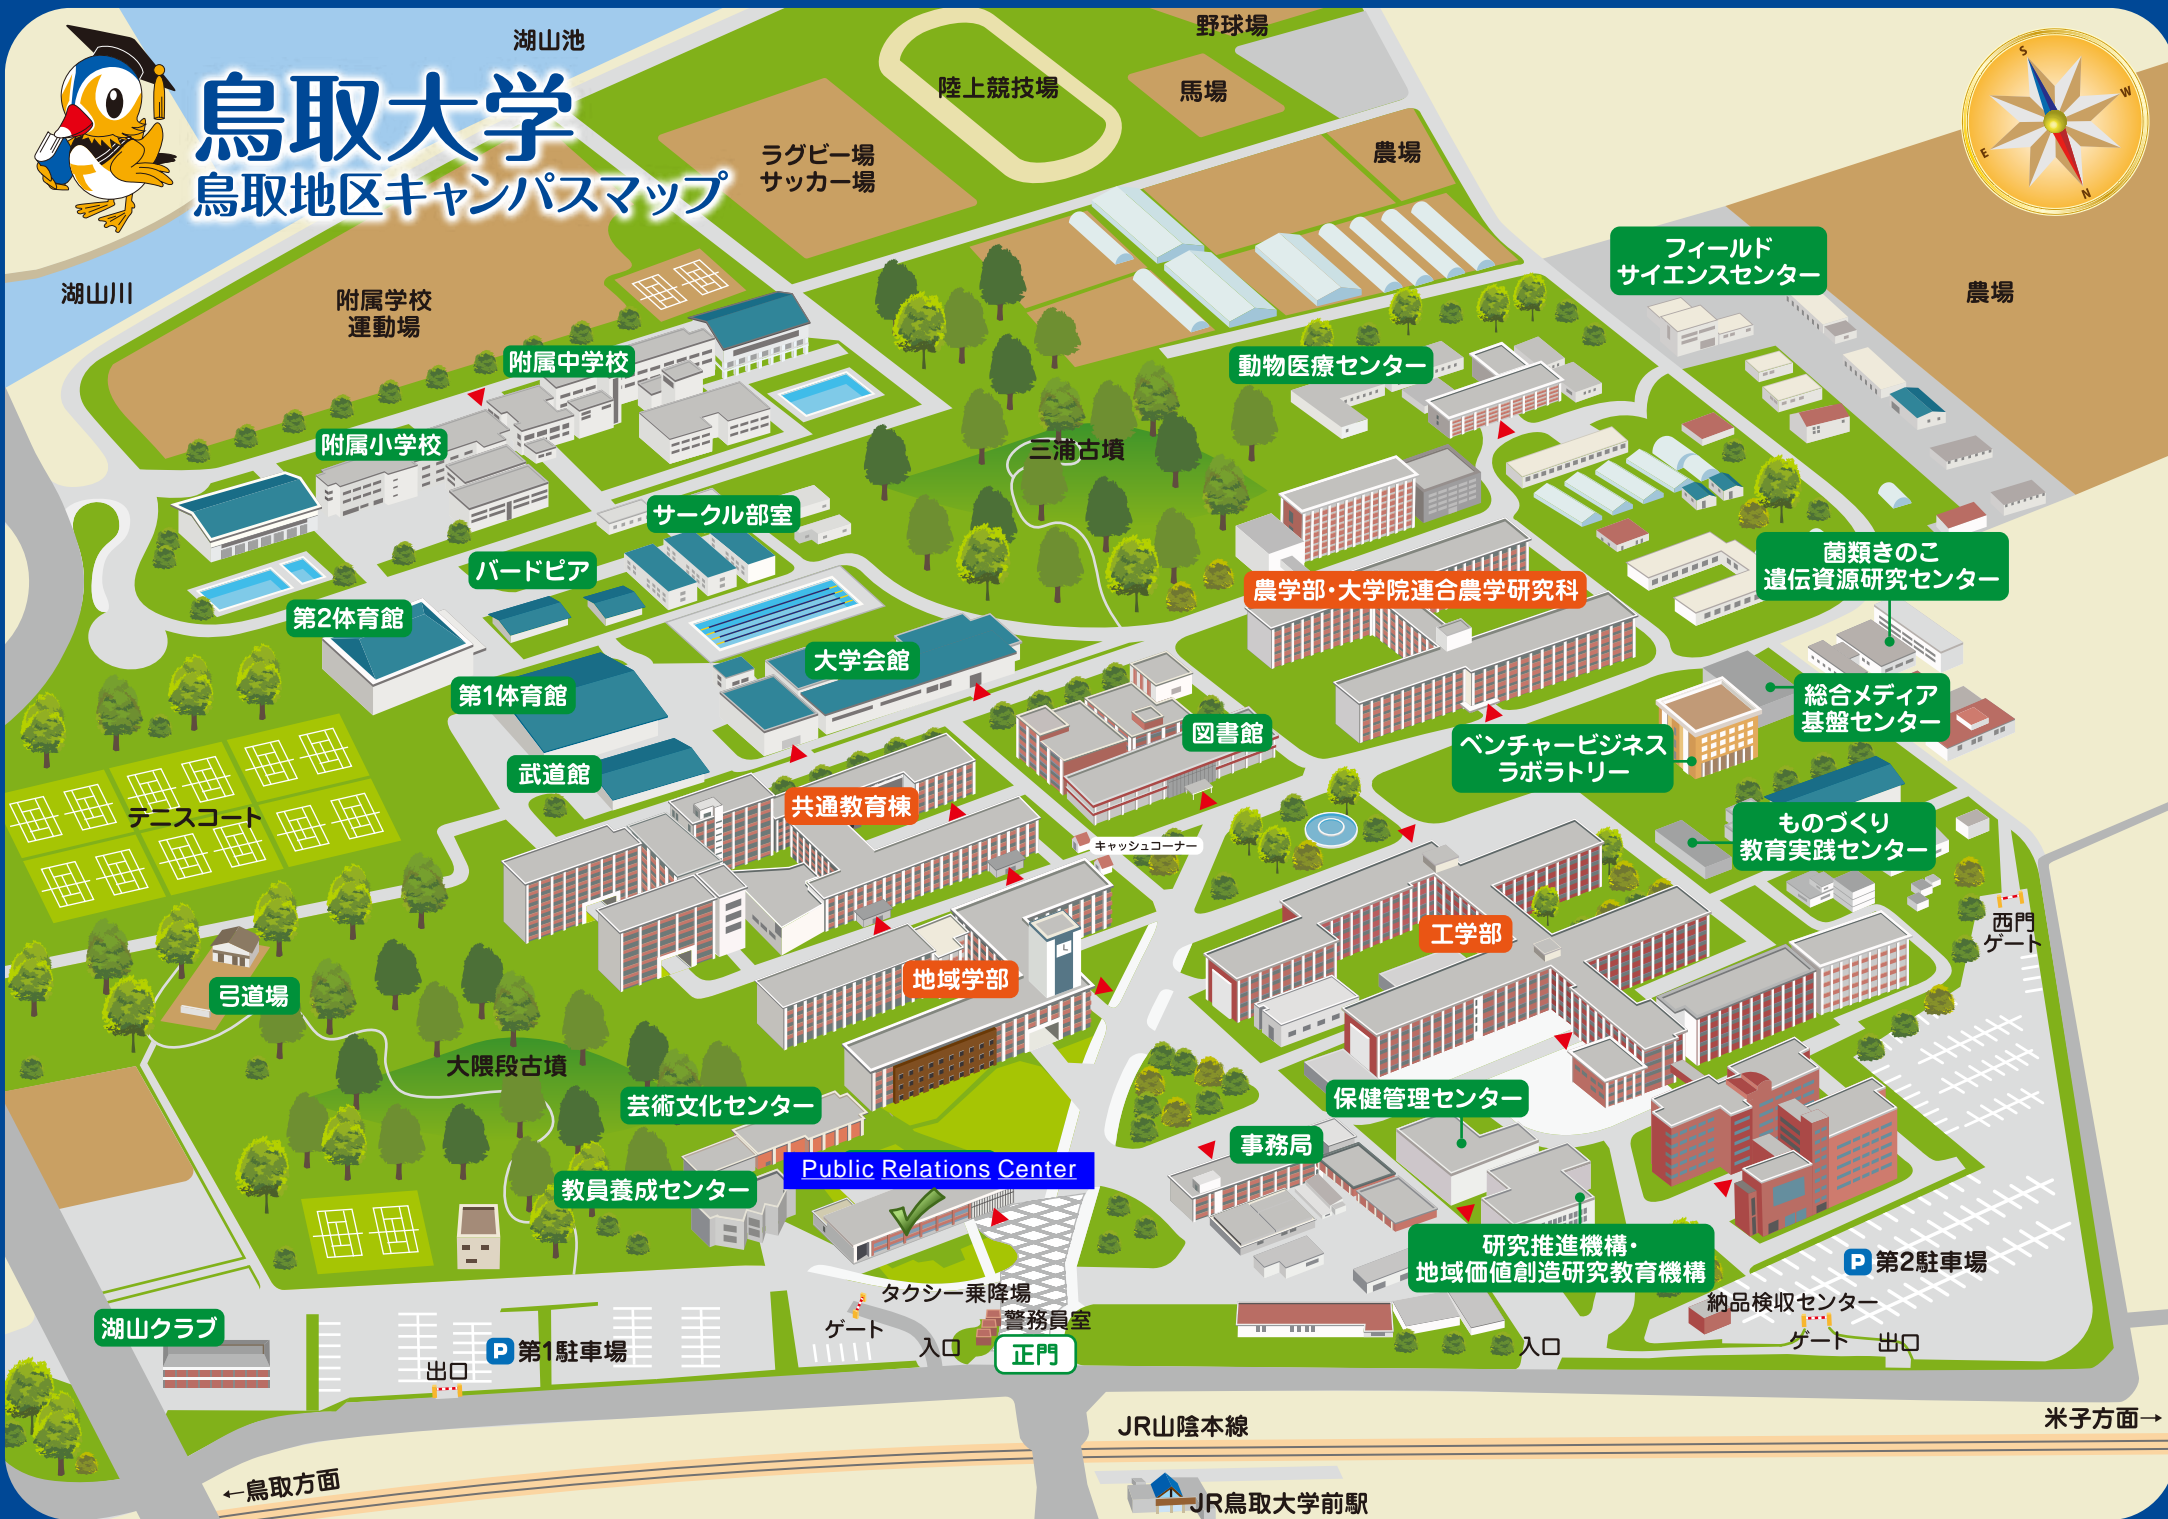 湖山池
野球場
鳥取大学
鳥取地区キャンパスマップ
陸上競技場
馬場
S
W
E
N
ラグビー場
サッカー場
農場
フィールド
サイエンスセンター
農場
湖山川
附属学校
運動場
附属中学校
動物医療センター
附属小学校
三浦古墳
サークル部室
バードピア
菌類きのこ
遺伝資源研究センター
農学部・大学院連合農学研究科
第2体育館
大学会館
第1体育館
総合メディア
基盤センター
図書館
ベンチャービジネス
ラボラトリー
武道館
共通教育棟
テニスコート
ものづくり
教育実践センター
キャッシュコーナー
西門
ゲート
工学部
地域学部
弓道場
大隈段古墳
芸術文化センター
保健管理センター
事務局
Public Relations Center
教員養成センター
研究推進機構・
地域価値創造研究教育機構
P 第2駐車場
タクシー乗降場
納品検収センター
警務員室
湖山クラブ
ゲート
入口
正門
入口
ゲート
出口
P 第1駐車場
出口
JR山陰本線
米子方面→
←鳥取方面
JR鳥取大学前駅